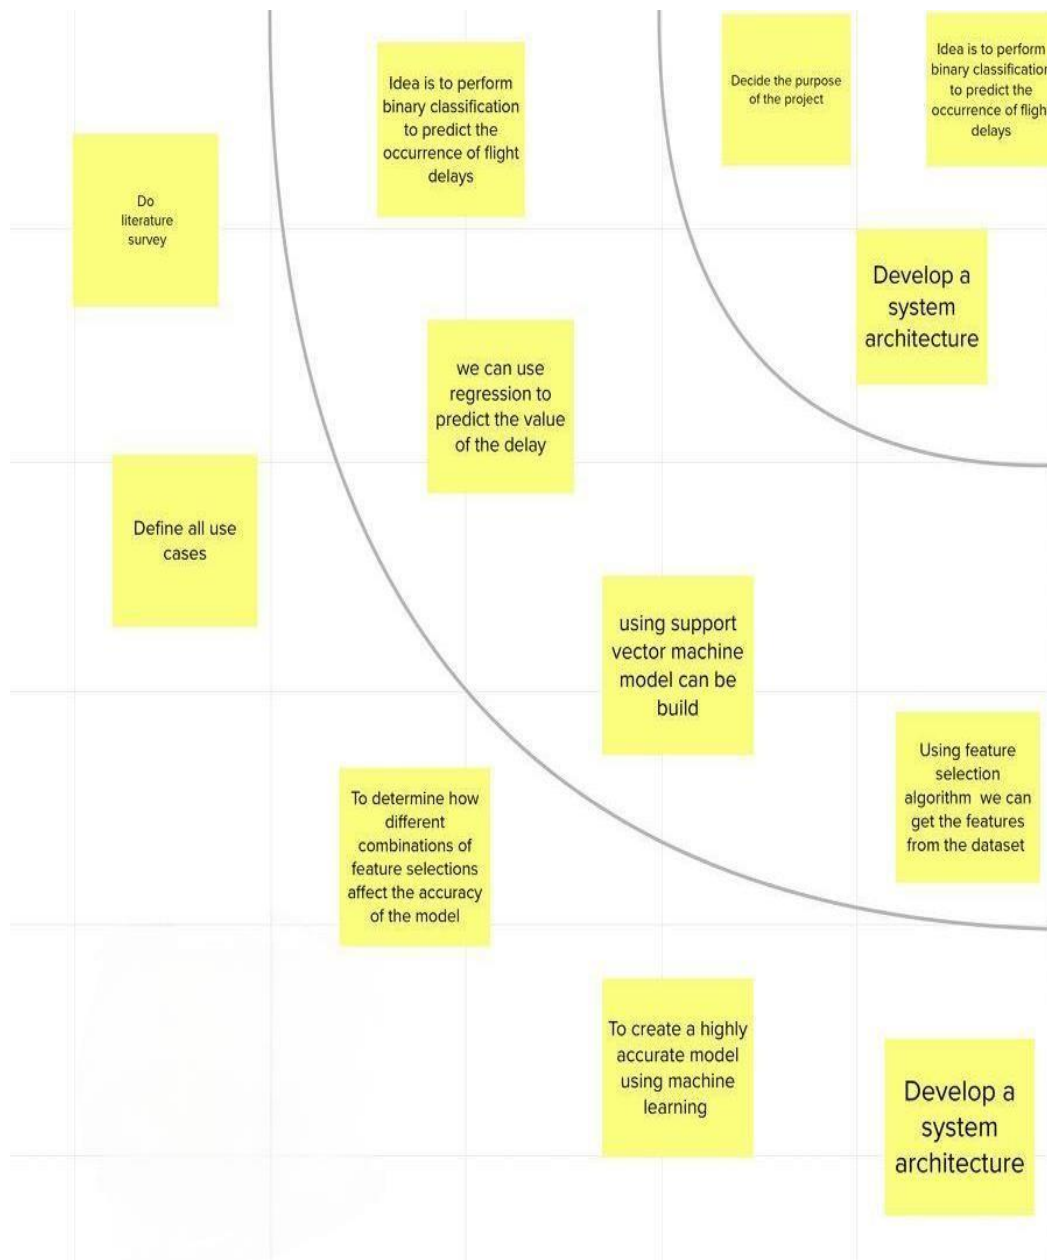 Idea is to perform
binary classification
to predict the
occurrence of flight
delays
Decide the purpose
of the project
Idea is to perform
binary classification
to predict the
occurrence of fligh
delays
Do
literature
survey
Develop a
system
architecture
we can use
regression to
predict the value
of the delay
Define all use
cases
using support
vector machine
model can be
build
Using feature
selection
algorithm we can
get the features
from the dataset
To determine how
different
combinations of
feature selections
affect the accuracy
of the model
To create a highly
accurate model
using machine
learning
Develop a
system
architecture